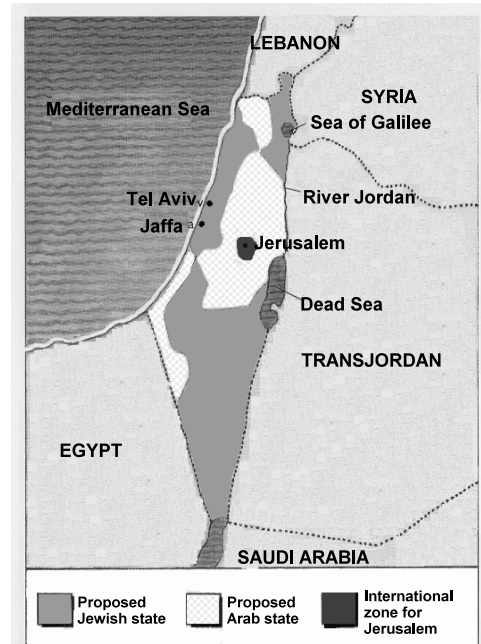 LEBANON
Mediterranean Sea
SYRIA
Sea of Galilee
Tel Aviv
River Jordan
Jaffa
Jerusalem
Dead Sea
TRANSJORDAN
EGYPT
SAUDI ARABIA
Proposed
Jewish state
Proposed
Arab state
International
zone for
Jerusalem